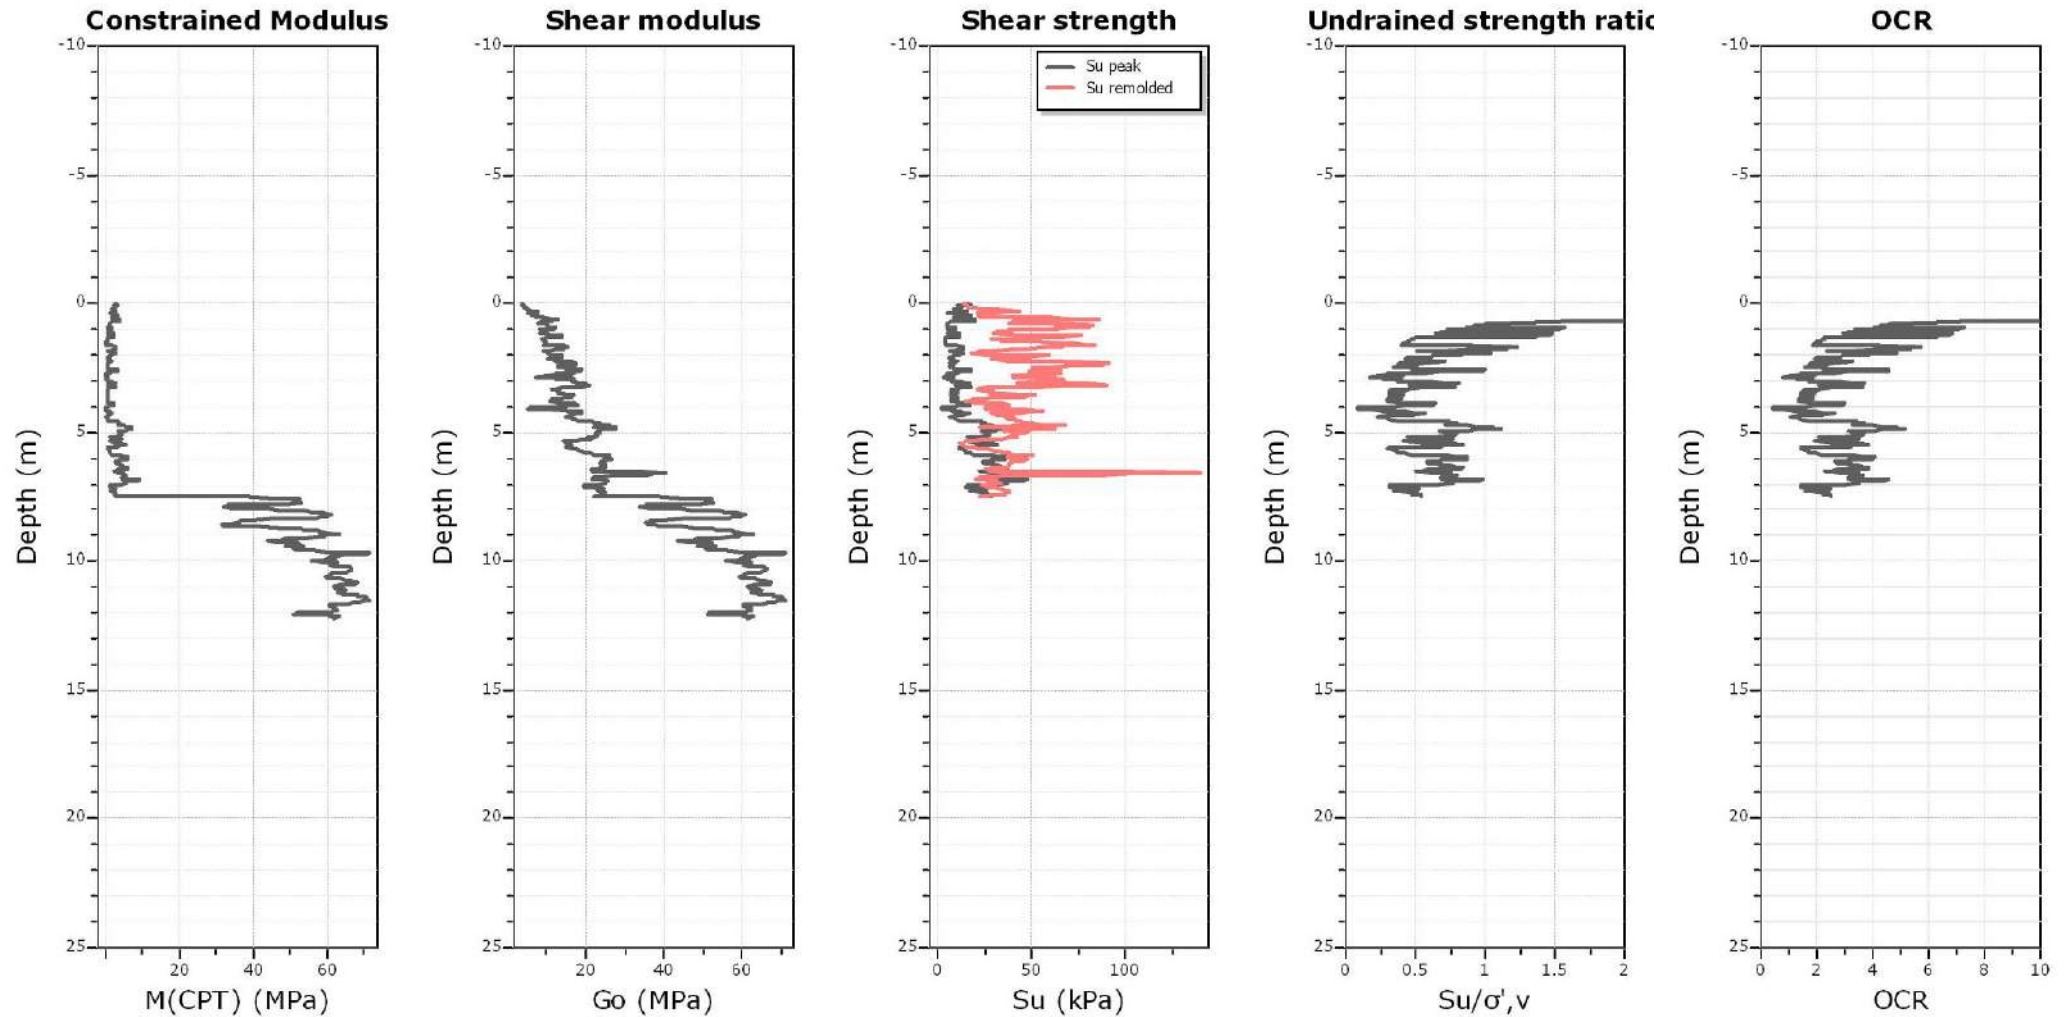 Constrained Modulus
-10
-5
0
5
10
15
20
25
Depth (m)
20 40 60
M(CPT) (MPa)
Shear modulus
-10
-5
0
5
10
15
20
25
Depth (m)
20 40 60
Go (MPa)
Shear strength
Su peak
Su remolded
-10
-5
0
5
10
15
20
25
Depth (m)
0 50 100
Su (kPa)
Undrained strength ratio
-10
-5
0
5
10
15
20
25
Depth (m)
0 0.5 1 1.5 2
Su/σ',v
OCR
-10
-5
0
5
10
15
20
25
Depth (m)
0 2 4 6 8 10
OCR